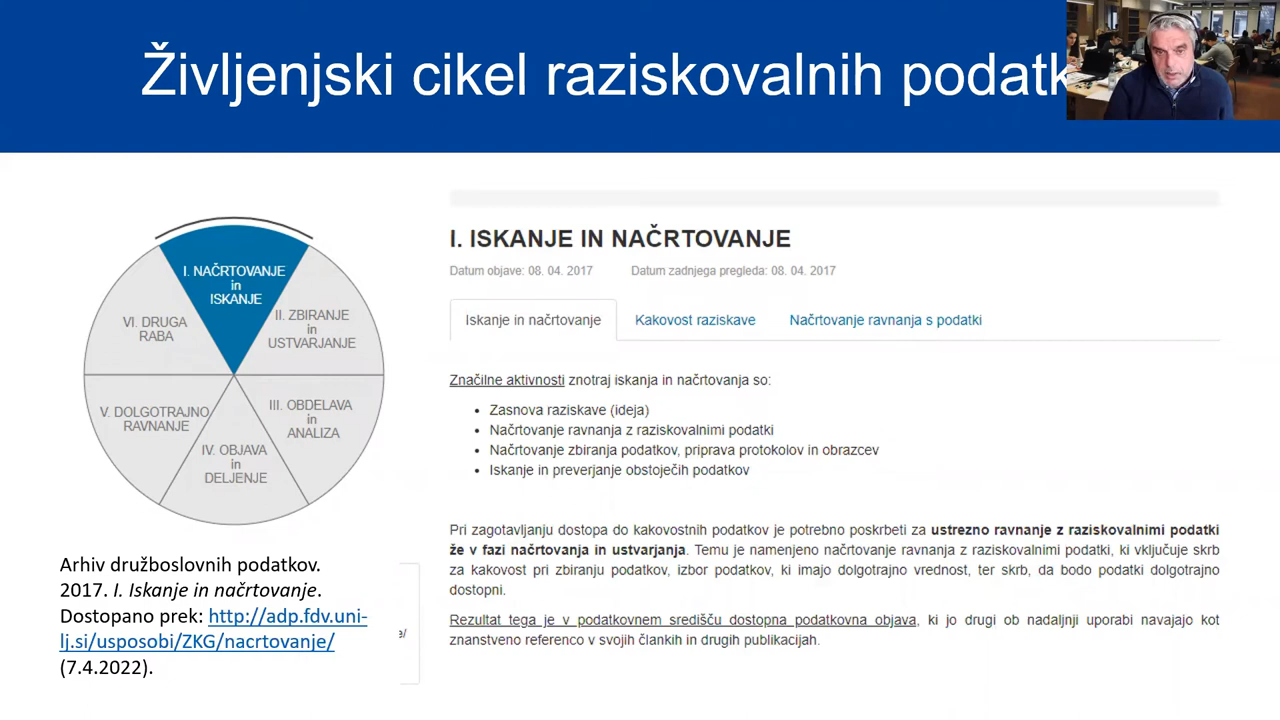 Življenjski cikel raziskovalnih
I. NAČRTOVANJE
in
ISKANJE
II. ZBIRANJE
in
USTVARJANJE
III. OBDELAVA
in
ANALIZA
IV. OBJAVA
in
DELJENJE
V. DOLGOTRAJNO
RAVNANJE
VI. DRUGA
RABA
Arhiv družboslovnih podatkov.
2017. I. Iskanje in načrtovanje.
Dostopano prek: http://adp.fdv.uni-
lj.si/usposobi/ZKG/nacrtovanje/
(7.4.2022).
e/
I. ISKANJE IN NAČRTOVANJE
Datum objave: 08. 04. 2017 Datum zadnjega pregleda: 08. 04. 2017
Iskanje in načrtovanje Kakovost raziskave Načrtovanje ravnanja s podatki
Značilne aktivnosti znotraj iskanja in načrtovanja so:
• Zasnova raziskave (ideja)
• Načrtovanje ravnanja z raziskovalnimi podatki
• Načrtovanje zbiranja podatkov, priprava protokolov in obrazcev
• Iskanje in preverjanje obstoječih podatkov
Pri zagotavljanju dostopa do kakovostnih podatkov je potrebno poskrbeti za ustrezno ravnanje z raziskovalnimi podatki
že v fazi načrtovanja in ustvarjanja. Temu je namenjeno načrtovanje ravnanja z raziskovalnimi podatki, ki vključuje skrb
za kakovost pri zbiranju podatkov, izbor podatkov, ki imajo dolgotrajno vrednost, ter skrb, da bodo podatki dolgotrajno
dostopni.
Rezultat tega je v podatkovnem središču dostopna podatkovna objava, ki jo drugi ob nadaljnji uporabi navajajo kot
znanstveno referenco v svojih člankih in drugih publikacijah.